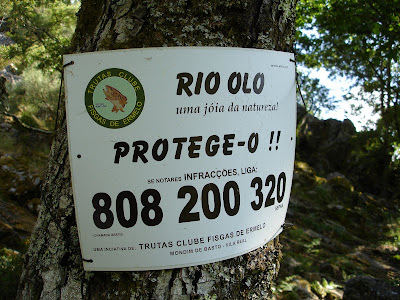 TRUTAS CLUBE
FISGAS DE ERMELO
RIO OLO
uma jóia da natureza!
PROTEGE-O !!
SE NOTARES INFRACÇÕES, LIGA:
808 200 320
UMA INICIATIVA DE: TRUTAS CLUBE FISGAS DE ERMELO
MONDIM DE BASTO - VILA REAL